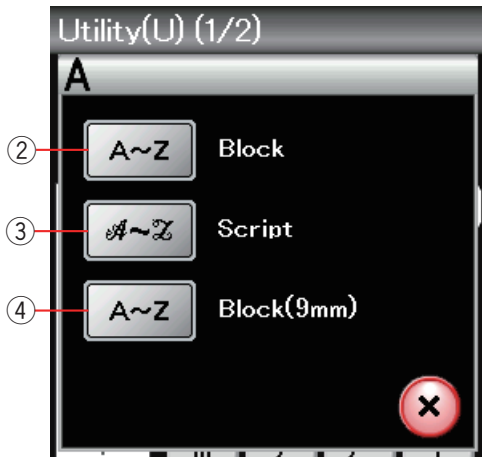 Utility(U) (1/2)
A
② A~Z Block
③ 𝒜~𝒵 Script
④ A~Z Block(9mm)
×